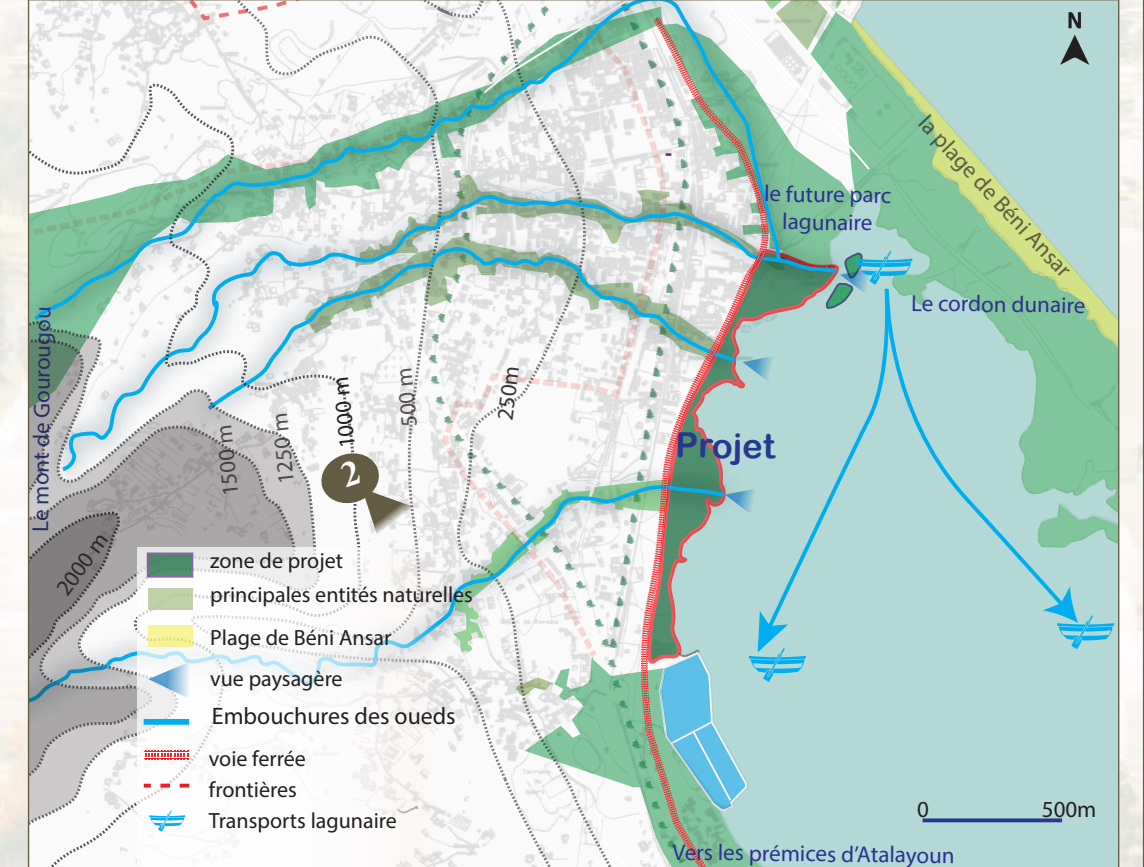 N
la plage de Béni Ansar
le future parc
lagunaire
Le cordon dunaire
Le mont de Gourougou
250m
500 m
1000 m
1250 m
1500 m
2000 m
Projet
2
zone de projet
principales entités naturelles
Plage de Béni Ansar
vue paysagère
Embouchures des oueds
voie ferrée
frontières
Transports lagunaire
0 500m
Vers les prémices d’Atalayoun